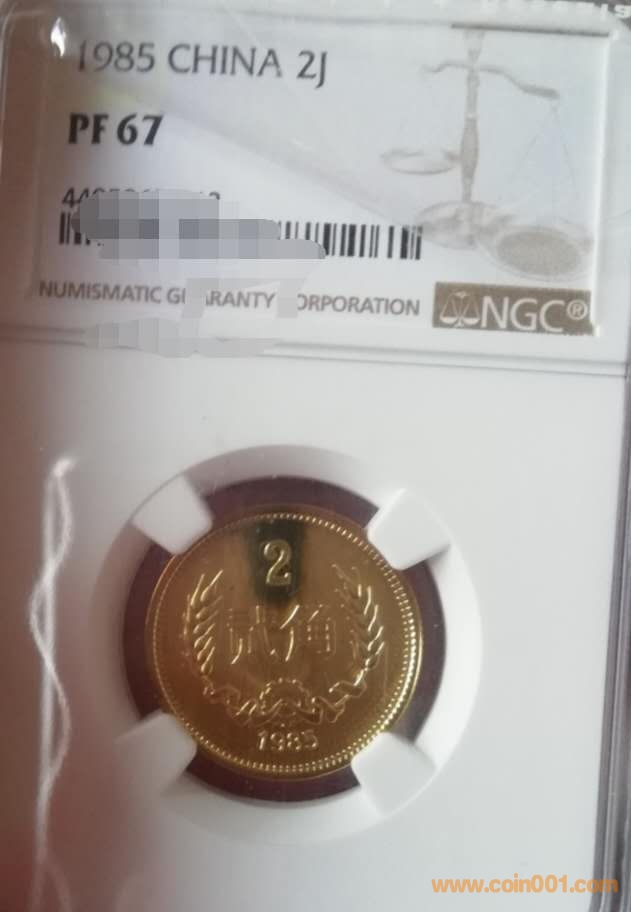 1985 CHINA 2J
PF 67
NUMISMATIC GUARANTY CORPORATION
NGC®
2
贰角
1985
www.coin001.com